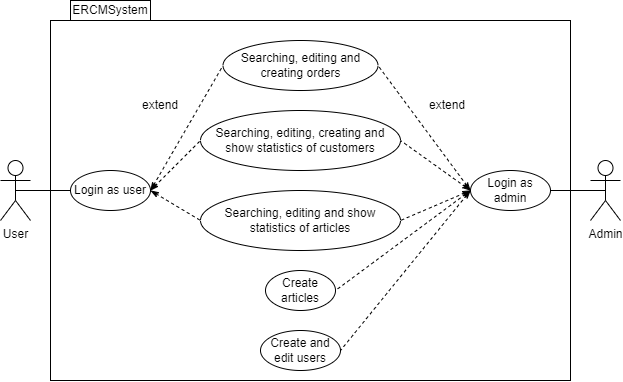 ERCMSystem
Searching, editing and
creating orders
extend
extend
Searching, editing, creating and
show statistics of customers
Login as user
Login as
admin
Searching, editing and show
statistics of articles
User
Admin
Create
articles
Create and
edit users